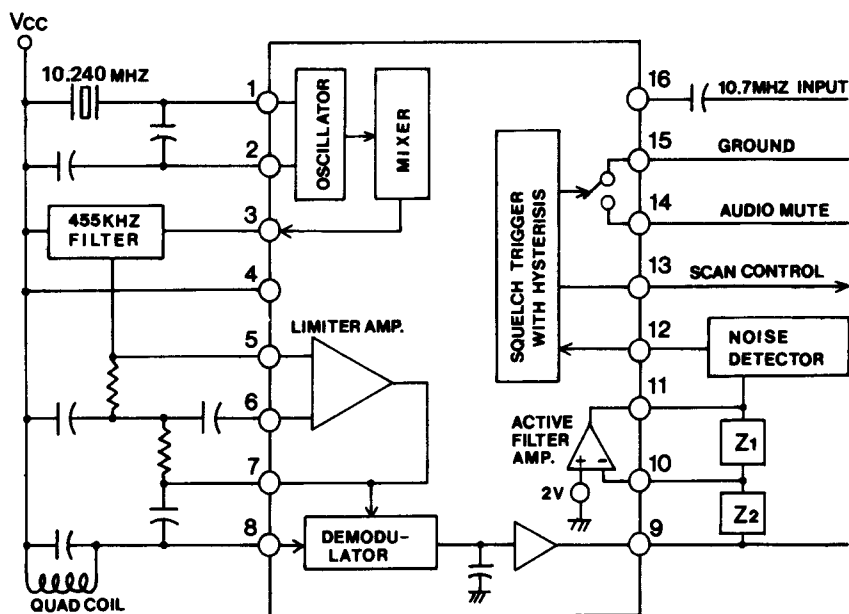 Vcc
10.240 MHZ
1
2
OSCILLATOR
MIXER
455KHZ
FILTER
3
4
5
LIMITER AMP.
6
7
8
DEMODU-
LATOR
QUAD COIL
16
10.7MHZ INPUT
15
GROUND
14
AUDIO MUTE
13
SCAN CONTROL
SQUELCH TRIGGER
WITH HYSTERISIS
12
NOISE
DETECTOR
11
ACTIVE
FILTER
AMP.
+
-
2V
10
Z1
Z2
9